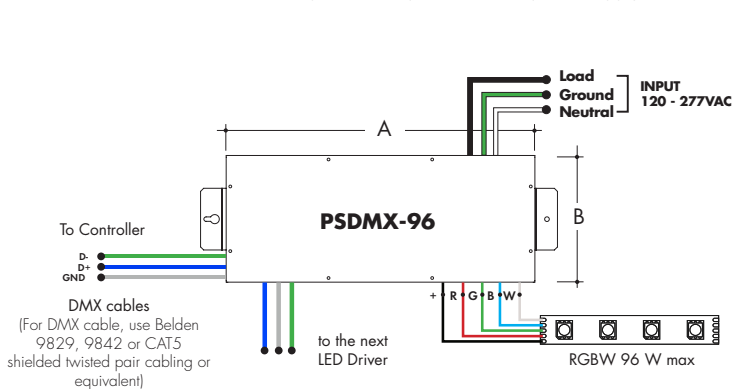 Load
Ground
Neutral
INPUT
120 - 277VAC
A
PSDMX-96
B
To Controller
D-
D+
GND
DMX cables
(For DMX cable, use Belden
9829, 9842 or CAT5
shielded twisted pair cabling or
equivalent)
to the next
LED Driver
+ R G B W
RGBW 96 W max